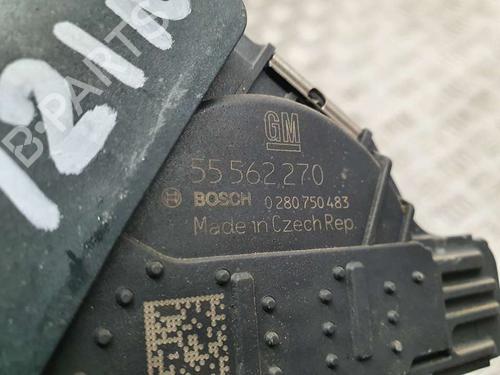 GM
55 562 270
BOSCH 0 280 750 483
Made in Czech Rep.
B-PARTS